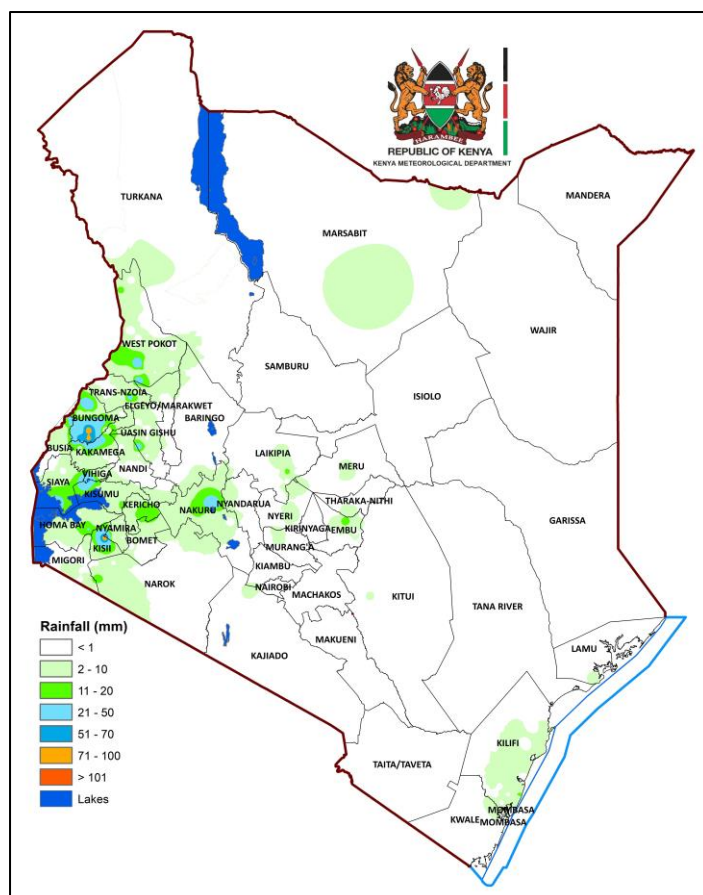 HARAMBEE
REPUBLIC OF KENYA
KENYA METEOROLOGICAL DEPARTMENT
MANDERA
TURKANA
MARSABIT
WAJIR
WEST POKOT
SAMBURU
ISIOLO
TRANS-NZOIA
ELGEYO/MARAKWET
BARINGO
BUNGOMA
UASIN GISHU
BUSIA
KAKAMEGA
LAIKIPIA
NANDI
MERU
VIHIGA
SIAYA
KISUMU
KERICHO
NAKURU
NYANDARUA
THARAKA-NITHI
NYERI
HOMA BAY
NYAMIRA
KIRINYAGA
EMBU
GARISSA
KISII
BOMET
MURANG'A
MIGORI
KIAMBU
NAROK
NAIROBI
MACHAKOS
KITUI
TANA RIVER
MAKUENI
KAJIADO
LAMU
KILIFI
TAITA/TAVETA
MOMBASA
KWALE
MOMBASA
Rainfall (mm)
< 1
2 - 10
11 - 20
21 - 50
51 - 70
71 - 100
> 101
Lakes